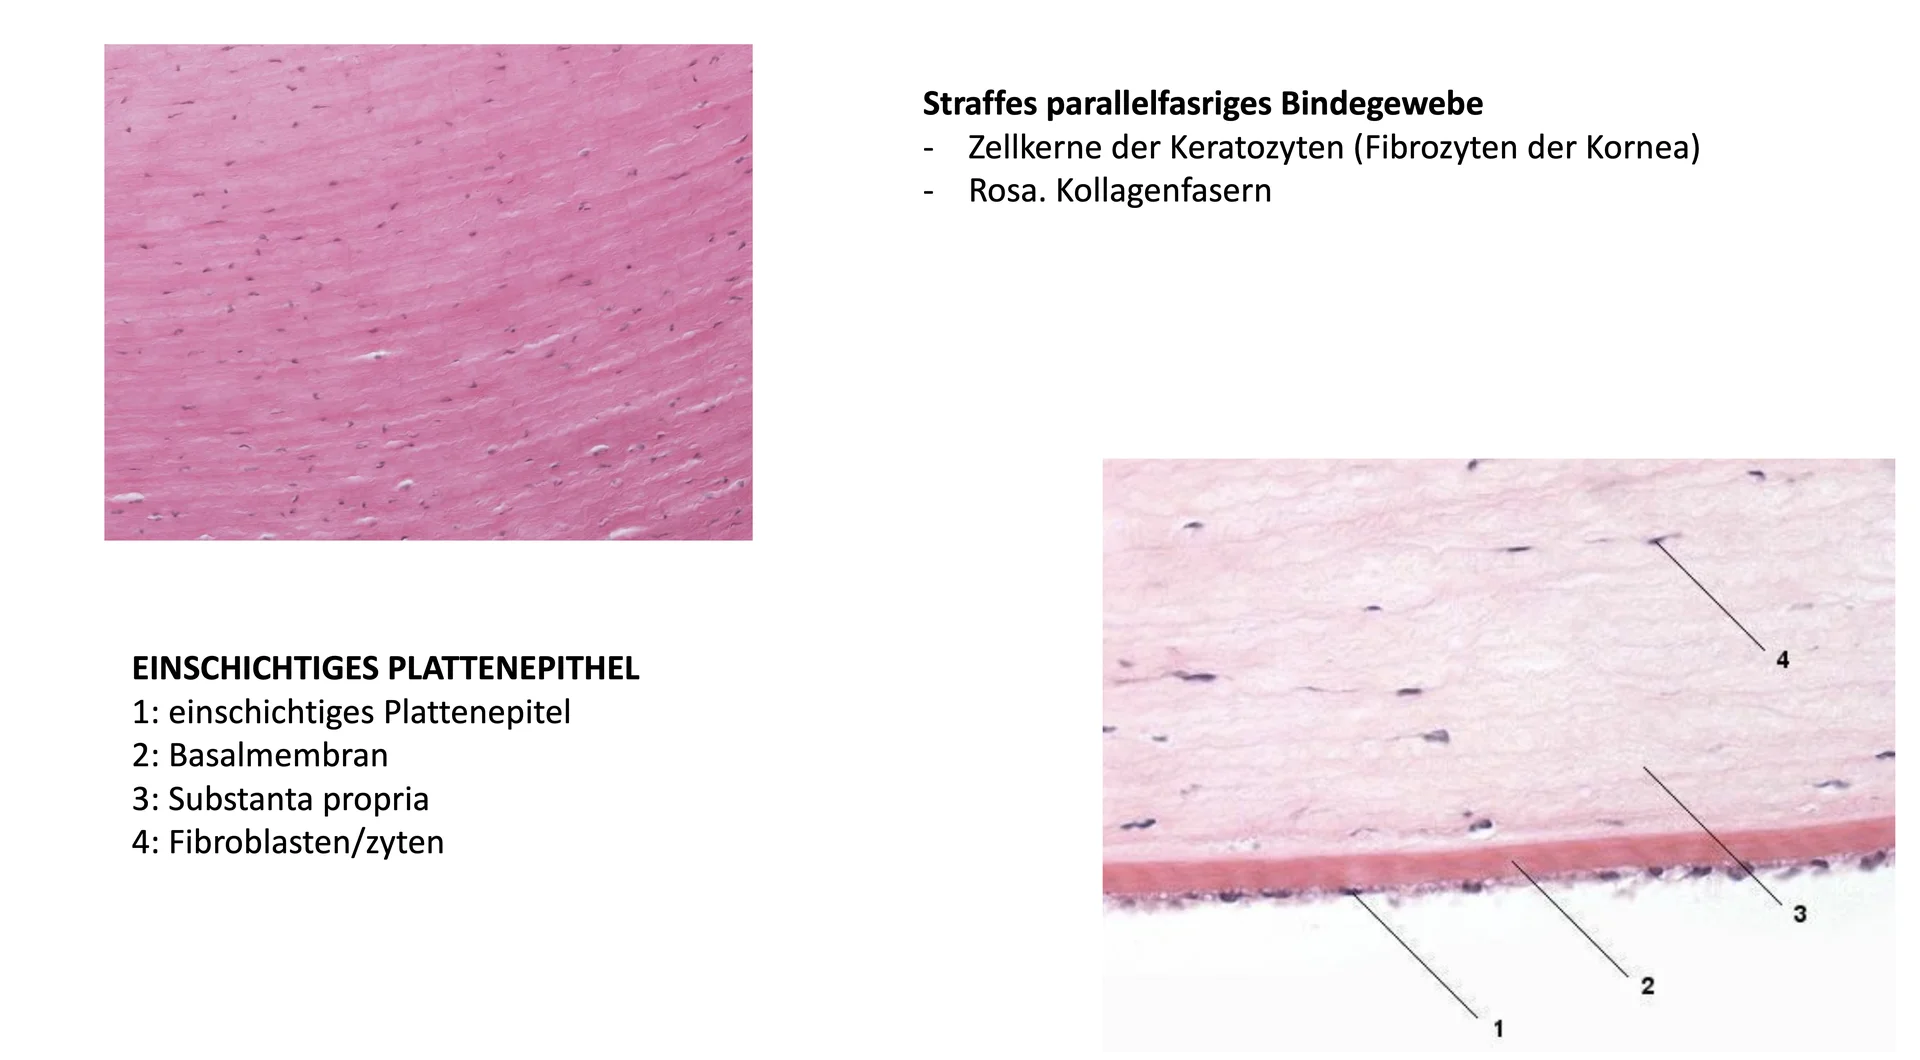 Straffes parallelfasriges Bindegewebe
- Zellkerne der Keratozyten (Fibrozyten der Kornea)
- Rosa. Kollagenfasern
EINSCHICHTIGES PLATTENEPITHEL
1: einschichtiges Plattenepitel
2: Basalmembran
3: Substanta propria
4: Fibroblasten/zyten
4
3
2
1